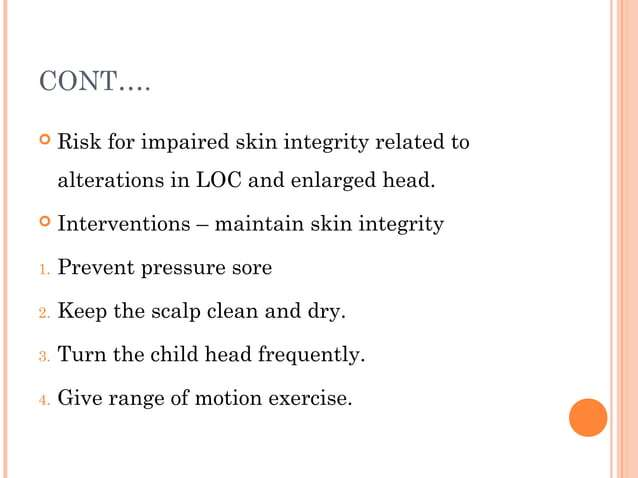 CONT….
Risk for impaired skin integrity related to
alterations in LOC and enlarged head.
Interventions – maintain skin integrity
1. Prevent pressure sore
2. Keep the scalp clean and dry.
3. Turn the child head frequently.
4. Give range of motion exercise.